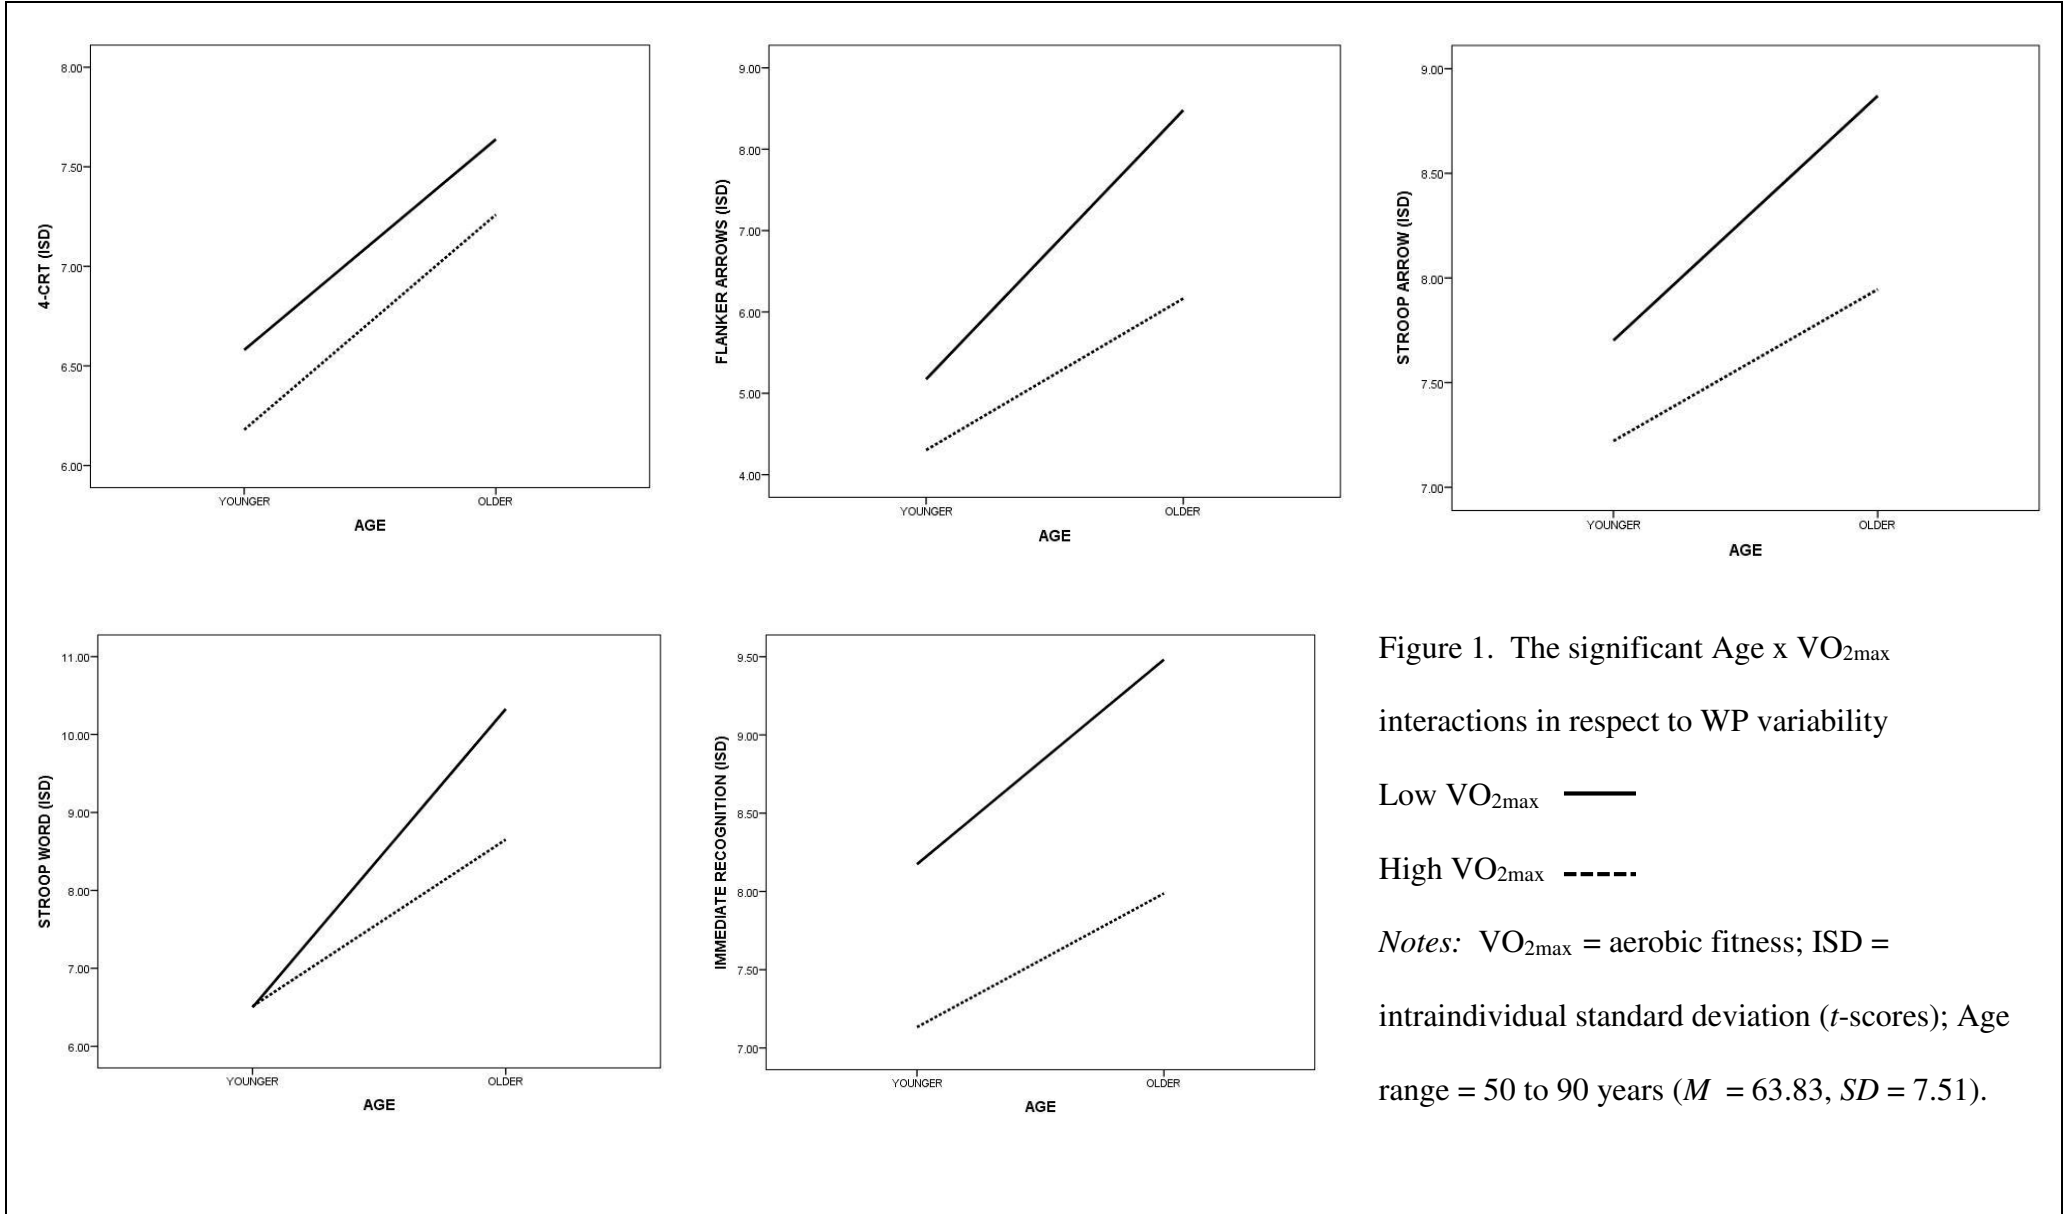 8.00
7.50
7.00
6.50
6.00
4-CRT (ISD)
YOUNGER
OLDER
AGE
9.00
8.00
7.00
6.00
5.00
4.00
FLANKER ARROWS (ISD)
YOUNGER
OLDER
AGE
9.00
8.50
8.00
7.50
7.00
STROOP ARROW (ISD)
YOUNGER
OLDER
AGE
11.00
10.00
9.00
8.00
7.00
6.00
STROOP WORD (ISD)
YOUNGER
OLDER
AGE
9.50
9.00
8.50
8.00
7.50
7.00
IMMEDIATE RECOGNITION (ISD)
YOUNGER
OLDER
AGE
Figure 1.  The significant Age x VO2max
interactions in respect to WP variability
Low VO2max
High VO2max
Notes:  VO2max = aerobic fitness; ISD =
intraindividual standard deviation (t-scores); Age
range = 50 to 90 years (M  = 63.83, SD = 7.51).